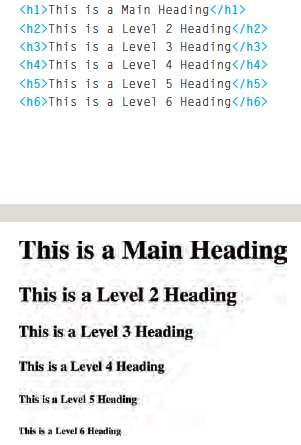 <h1>This is a Main Heading</h1>
<h2>This is a Level 2 Heading</h2>
<h3>This is a Level 3 Heading</h3>
<h4>This is a Level 4 Heading</h4>
<h5>This is a Level 5 Heading</h5>
<h6>This is a Level 6 Heading</h6>
This is a Main Heading
This is a Level 2 Heading
This is a Level 3 Heading
This is a Level 4 Heading
This is a Level 5 Heading
This is a Level 6 Heading